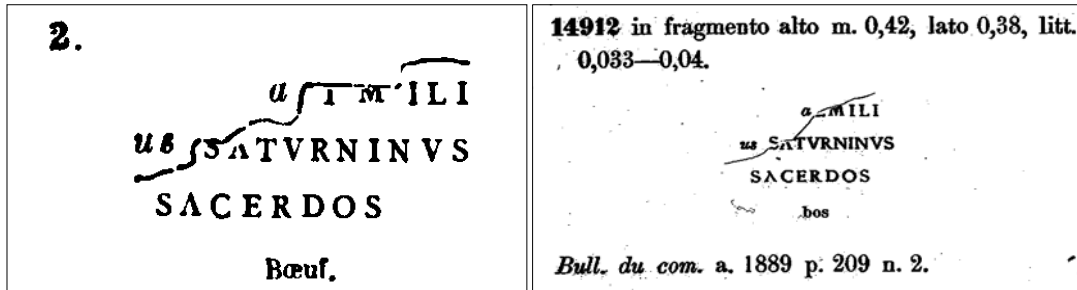 2.
a I M ILI
us SATVRNINVS
SACERDOS
Bœuf.
14912 in fragmento alto m. 0,42, lato 0,38, litt.
0,033—0,04.
a MILI
us SATVRNINVS
SACERDOS
bos
Bull. du com. a. 1889 p. 209 n. 2.